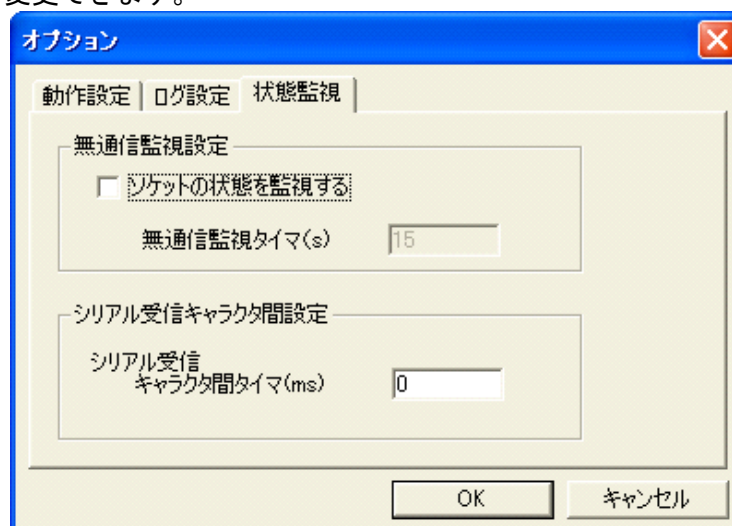 変更できます。
オプション
動作設定 ログ設定 状態監視
無通信監視設定
ソケットの状態を監視する
無通信監視タイマ(s) 15
シリアル受信キャラクタ間設定
シリアル受信
キャラクタ間タイマ(ms) 0
OK キャンセル